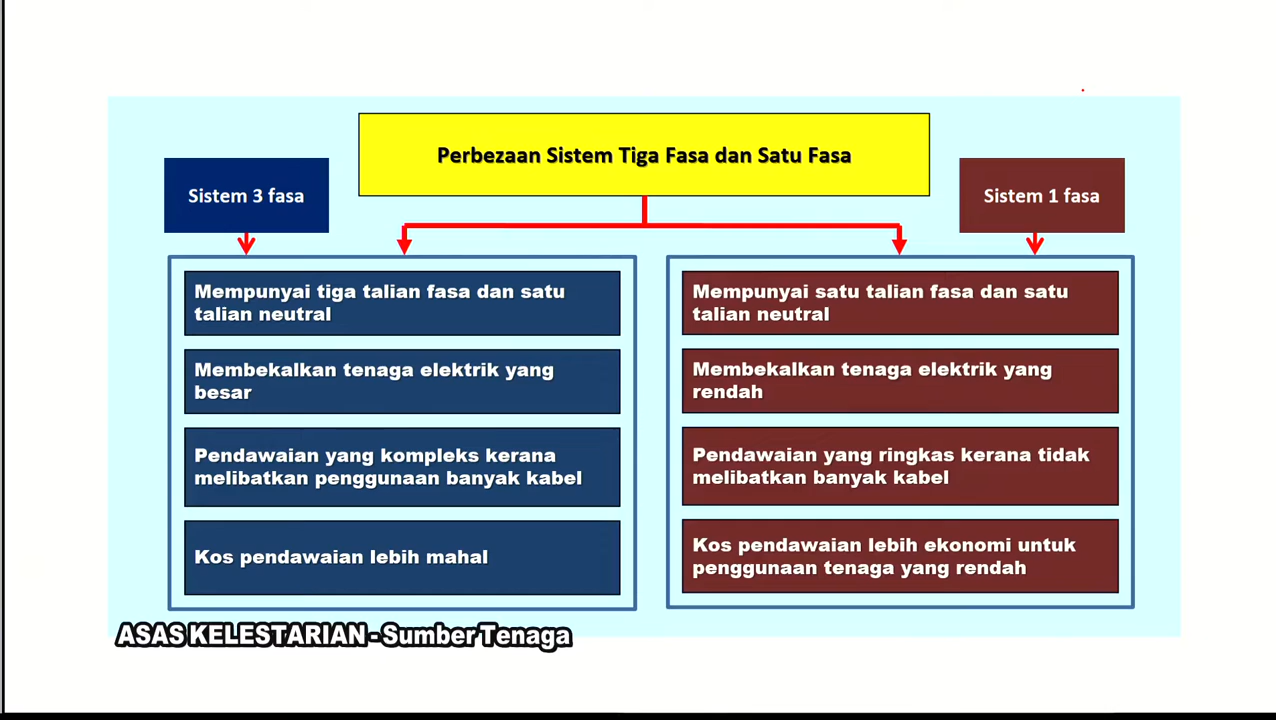 Perbezaan Sistem Tiga Fasa dan Satu Fasa
Sistem 3 fasa
Sistem 1 fasa
Mempunyai tiga talian fasa dan satu
talian neutral
Membekalkan tenaga elektrik yang
besar
Pendawaian yang kompleks kerana
melibatkan penggunaan banyak kabel
Kos pendawaian lebih mahal
Mempunyai satu talian fasa dan satu
talian neutral
Membekalkan tenaga elektrik yang
rendah
Pendawaian yang ringkas kerana tidak
melibatkan banyak kabel
Kos pendawaian lebih ekonomi untuk
penggunaan tenaga yang rendah
ASAS KELESTARIAN - Sumber Tenaga